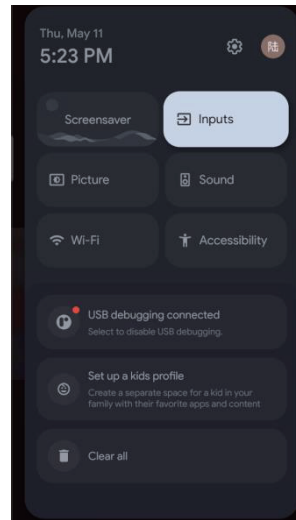 Thu, May 11
5:23 PM
陆
Screensaver
Inputs
Picture
Sound
Wi-Fi
Accessibility
USB debugging connected
Select to disable USB debugging.
Set up a kids profile
Create a separate space for a kid in your
family with their favorite apps and content
Clear all